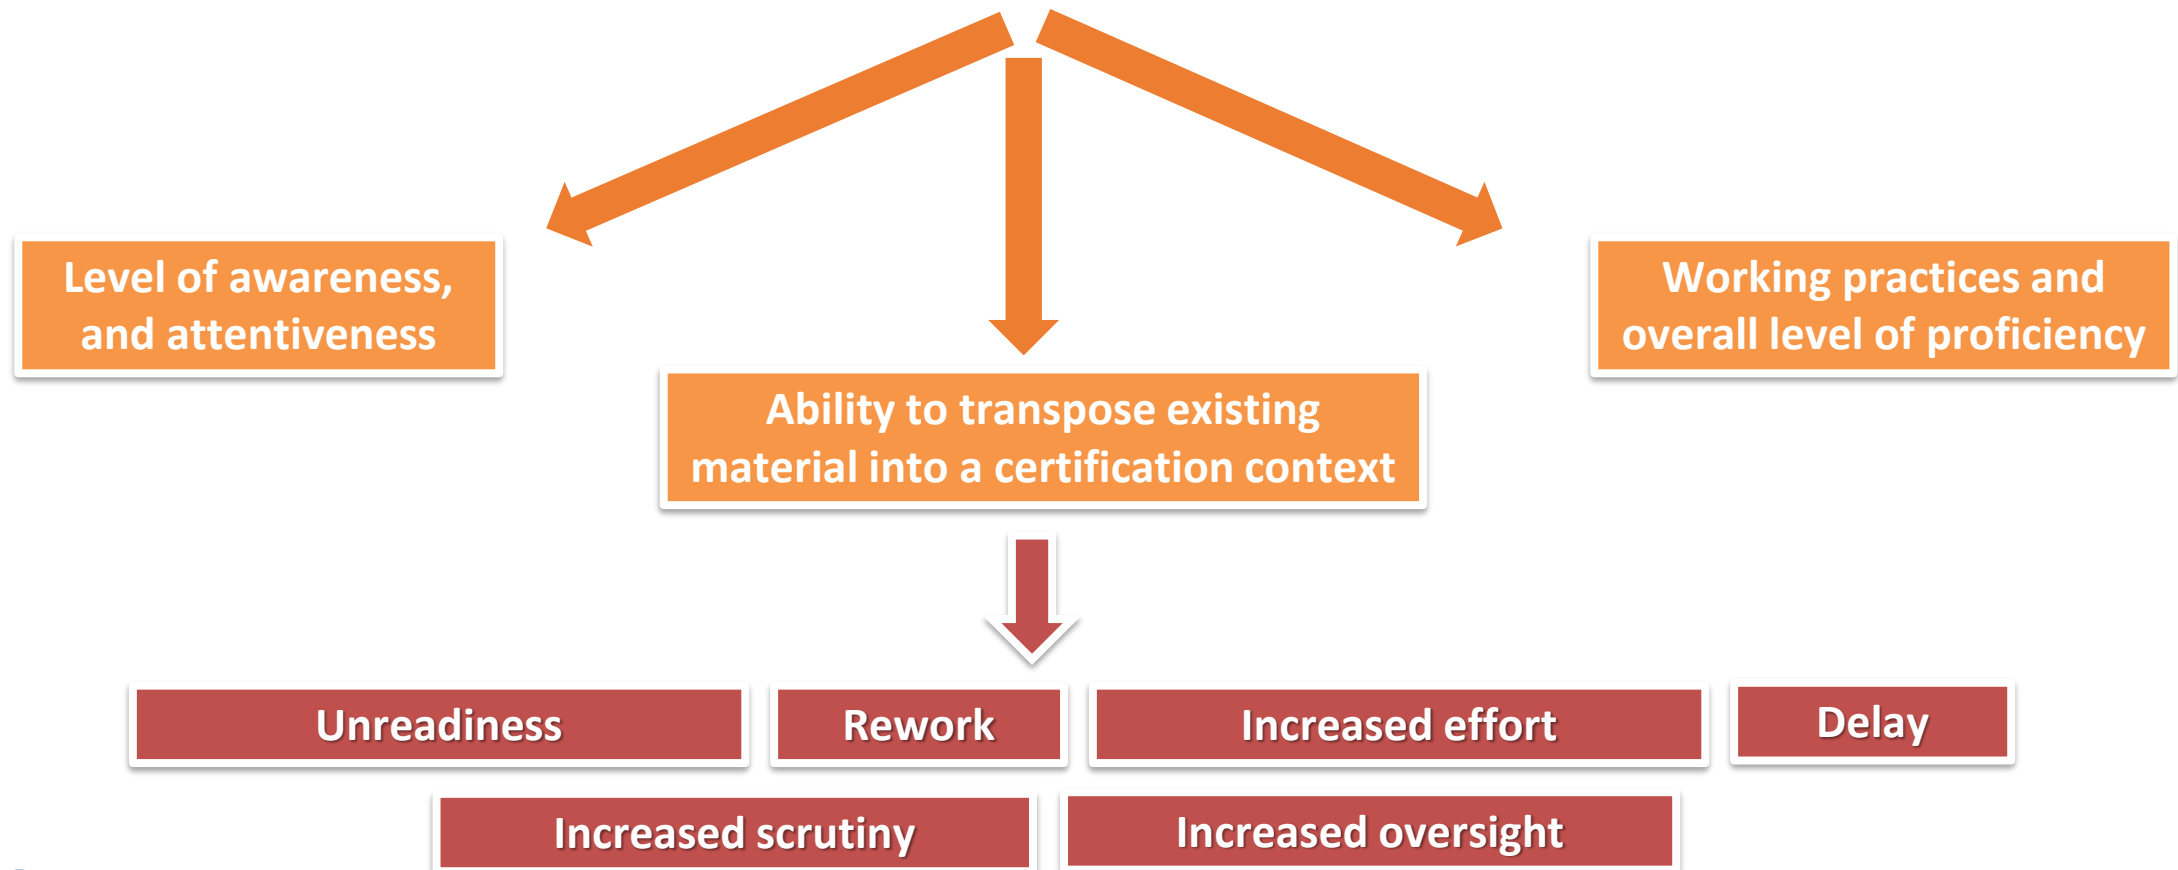 Level of awareness,
and attentiveness
Working practices and
overall level of proficiency
Ability to transpose existing
material into a certification context
Unreadiness
Rework
Increased effort
Delay
Increased scrutiny
Increased oversight